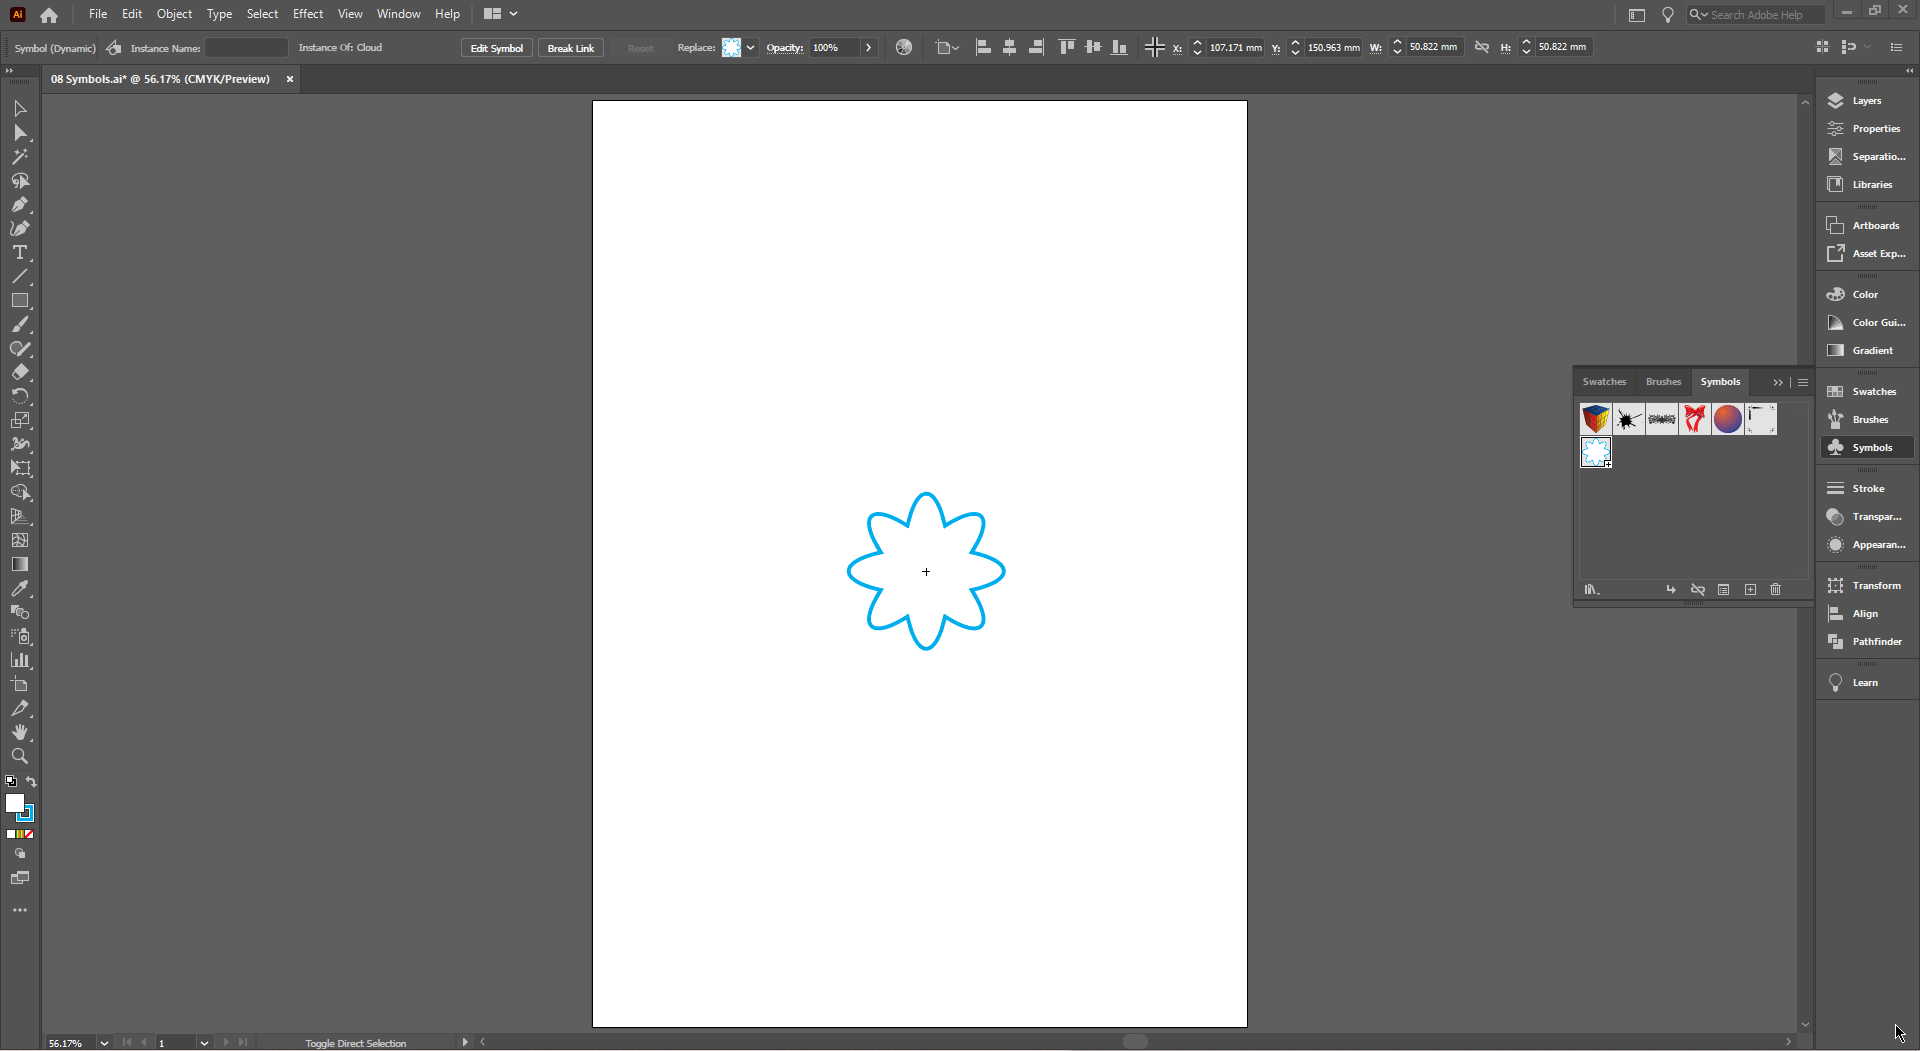 Ai File Edit Object Type Select Effect View Window Help Search Adobe Help
Symbol (Dynamic) Instance Name: Instance Of: Cloud Edit Symbol Break Link Reset Replace: Opacity: 100% X: 107.171 mm Y: 150.963 mm W: 50.822 mm H: 50.822 mm
08 Symbols.ai* @ 56.17% (CMYK/Preview)
Layers
Properties
Separatio...
Libraries
Artboards
Asset Exp...
Color
Color Gui...
Gradient
Swatches Brushes Symbols
Swatches
Brushes
Symbols
Stroke
Transpar...
Appearan...
Transform
Align
Pathfinder
Learn
56.17% 1 Toggle Direct Selection